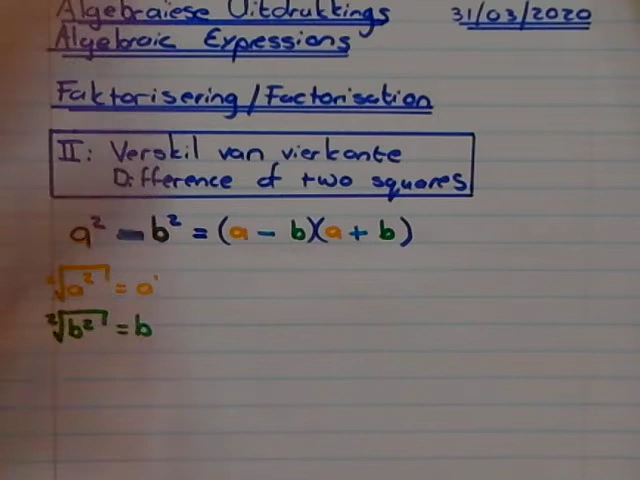 Algebraïese Uitdrukkings 31/03/2020
Algebraic Expressions
Faktorisering/Factorisation
II: Verskil van vierkante
Difference of two squares
a² - b² = (a - b)(a + b)
²√a² = a
²√b² = b